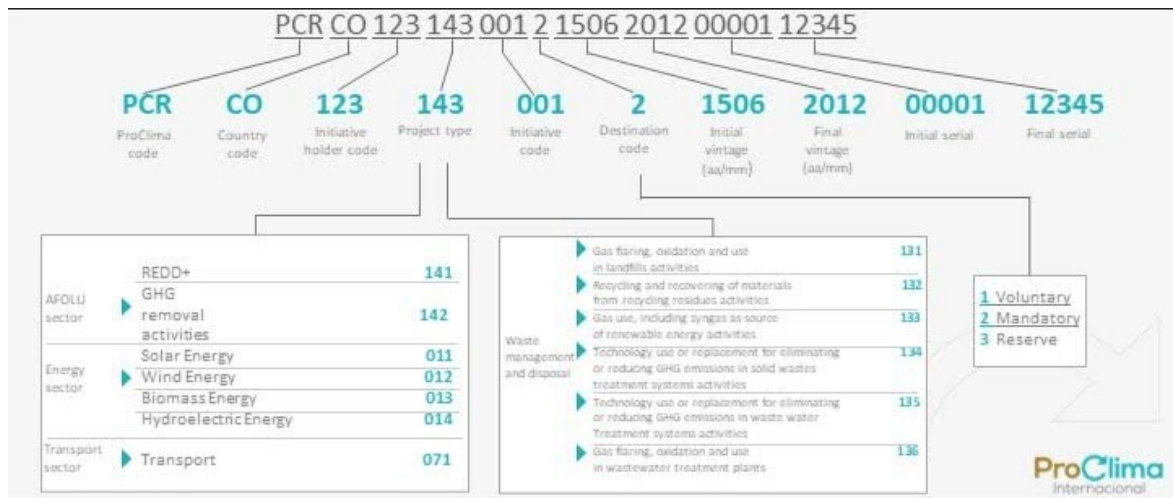 PCR CO 123 143 001 2 1506 2012 00001 12345
PCR CO 123 143 001 2 1506 2012 00001 12345
ProClima code
Country code
Initiative holder code
Project type
Initiative code
Destination code
Initial vintage (aa/mm)
Final vintage (aa/mm)
Initial serial
Final serial
AFOLU sector
REDD+ 141
GHG removal activities 142
Energy sector
Solar Energy 011
Wind Energy 012
Biomass Energy 013
Hydroelectric Energy 014
Transport sector
Transport 071
Waste management and disposal
Gas flaring, oxidation and use 131
in landfills activities
Recycling and recovering of materials 132
from recycling residues activities
Gas use, including syngas as source 133
of renewable energy activities
Technology use or replacement for eliminating 134
or reducing GHG emissions in solid wastes
treatment systems activities
Technology use or replacement for eliminating 135
or reducing GHG emissions in waste water
Treatment systems activities
Gas flaring, oxidation and use 136
in wastewater treatment plants
1 Voluntary
2 Mandatory
3 Reserve
ProClima
Internacional